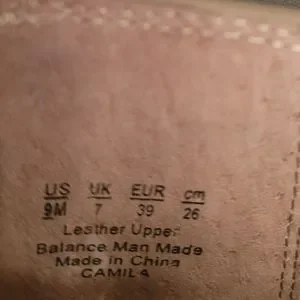 US UK EUR cm
9M 7 39 26
Leather Upper
Balance Man Made
Made in China
CAMILA